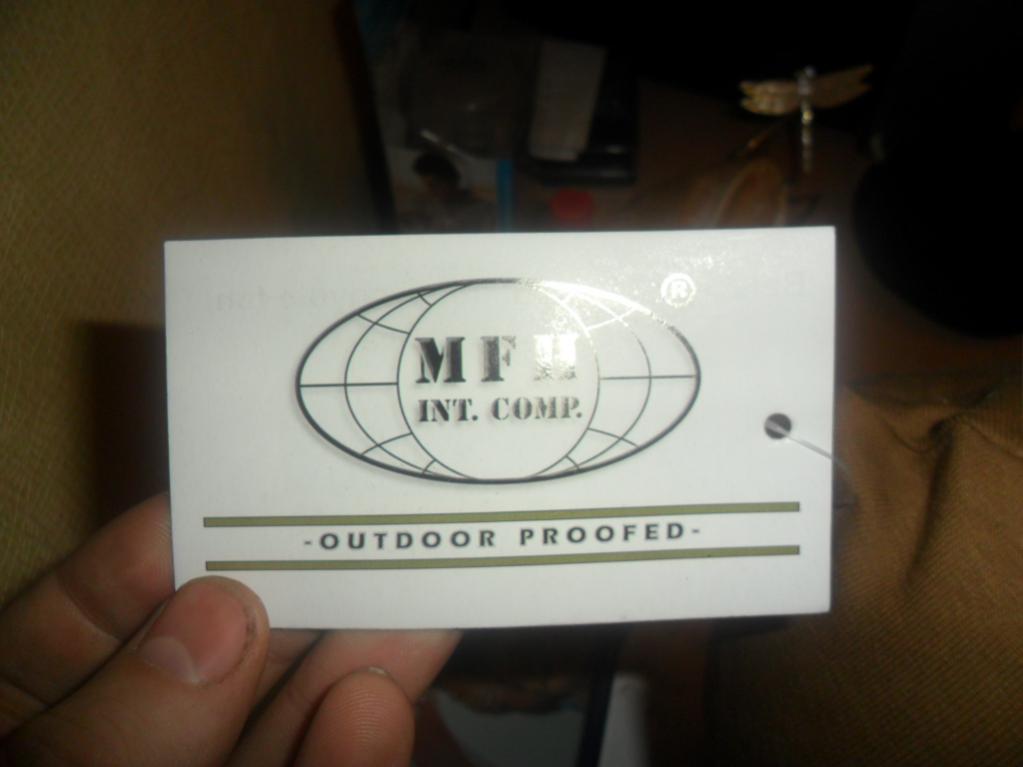 ®
MFH
INT. COMP.
-OUTDOOR PROOFED-